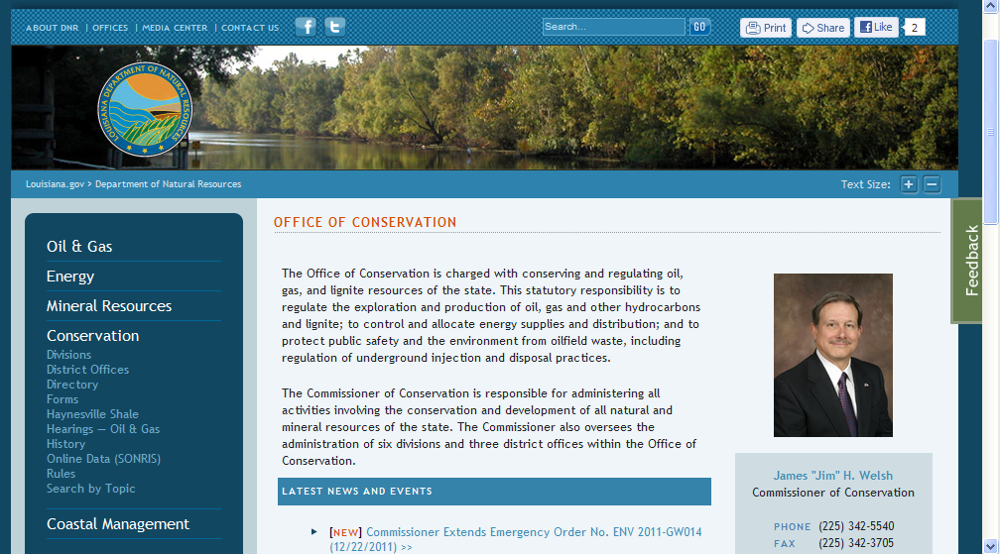 ABOUT DNR | OFFICES | MEDIA CENTER | CONTACT US
Search...
GO
Print
Share
Like
2
LOUISIANA DEPARTMENT OF NATURAL RESOURCES
Louisiana.gov > Department of Natural Resources
Text Size: + −
Feedback
Oil & Gas
Energy
Mineral Resources
Conservation
Divisions
District Offices
Directory
Forms
Haynesville Shale
Hearings — Oil & Gas
History
Online Data (SONRIS)
Rules
Search by Topic
Coastal Management
OFFICE OF CONSERVATION
The Office of Conservation is charged with conserving and regulating oil,
gas, and lignite resources of the state. This statutory responsibility is to
regulate the exploration and production of oil, gas and other hydrocarbons
and lignite; to control and allocate energy supplies and distribution; and to
protect public safety and the environment from oilfield waste, including
regulation of underground injection and disposal practices.
The Commissioner of Conservation is responsible for administering all
activities involving the conservation and development of all natural and
mineral resources of the state. The Commissioner also oversees the
administration of six divisions and three district offices within the Office of
Conservation.
LATEST NEWS AND EVENTS
[NEW] Commissioner Extends Emergency Order No. ENV 2011-GW014
(12/22/2011) >>
James "Jim" H. Welsh
Commissioner of Conservation
PHONE (225) 342-5540
FAX (225) 342-3705